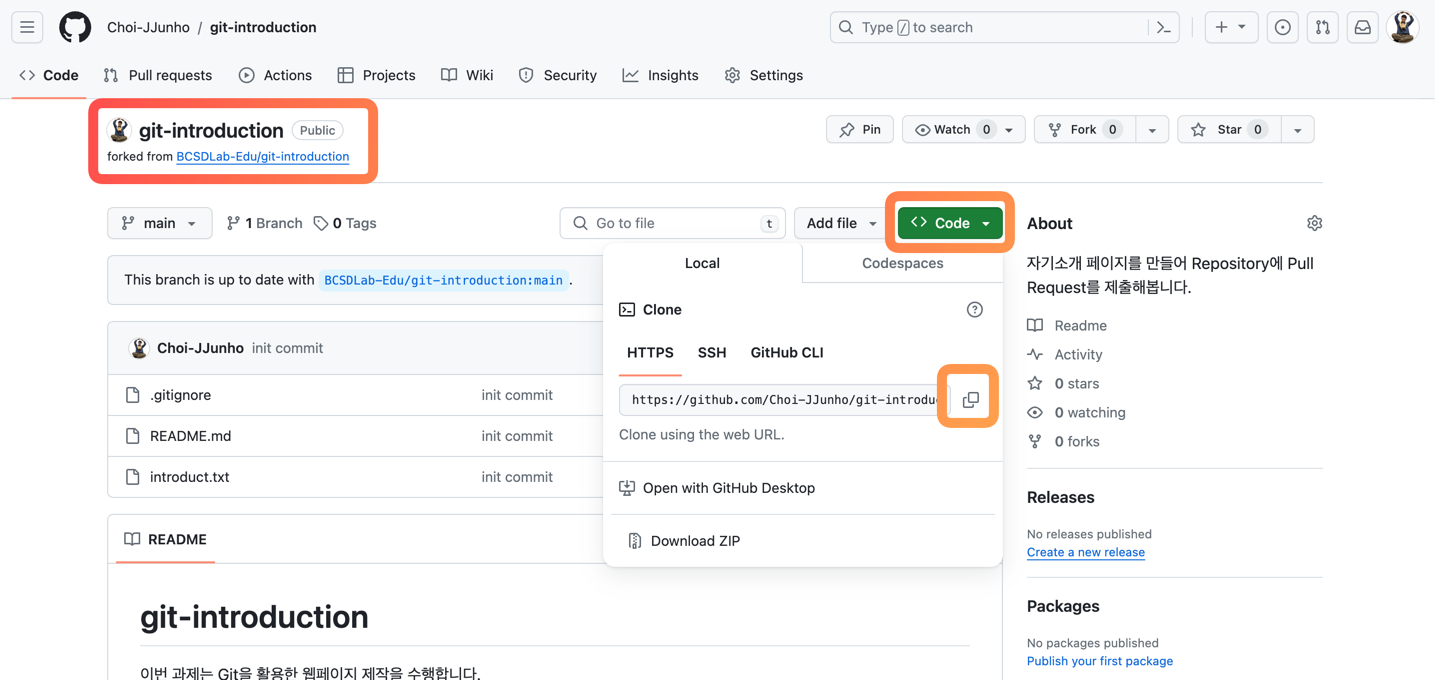 Choi-JJunho / git-introduction
Type / to search
Code Pull requests Actions Projects Wiki Security Insights Settings
git-introduction Public
forked from BCSDLab-Edu/git-introduction
Pin Watch 0 Fork 0 Star 0
main 1 Branch 0 Tags Go to file t Add file Code
This branch is up to date with BCSDLab-Edu/git-introduction:main .
Choi-JJunho init commit
.gitignore init commit
README.md init commit
introduct.txt init commit
README
git-introduction
이번 과제는 Git을 활용한 웹페이지 제작을 수행합니다.
Local Codespaces
Clone
HTTPS SSH GitHub CLI
https://github.com/Choi-JJunho/git-introdu
Clone using the web URL.
Open with GitHub Desktop
Download ZIP
About
자기소개 페이지를 만들어 Repository에 Pull
Request를 제출해봅니다.
Readme
Activity
0 stars
0 watching
0 forks
Releases
No releases published
Create a new release
Packages
No packages published
Publish your first package